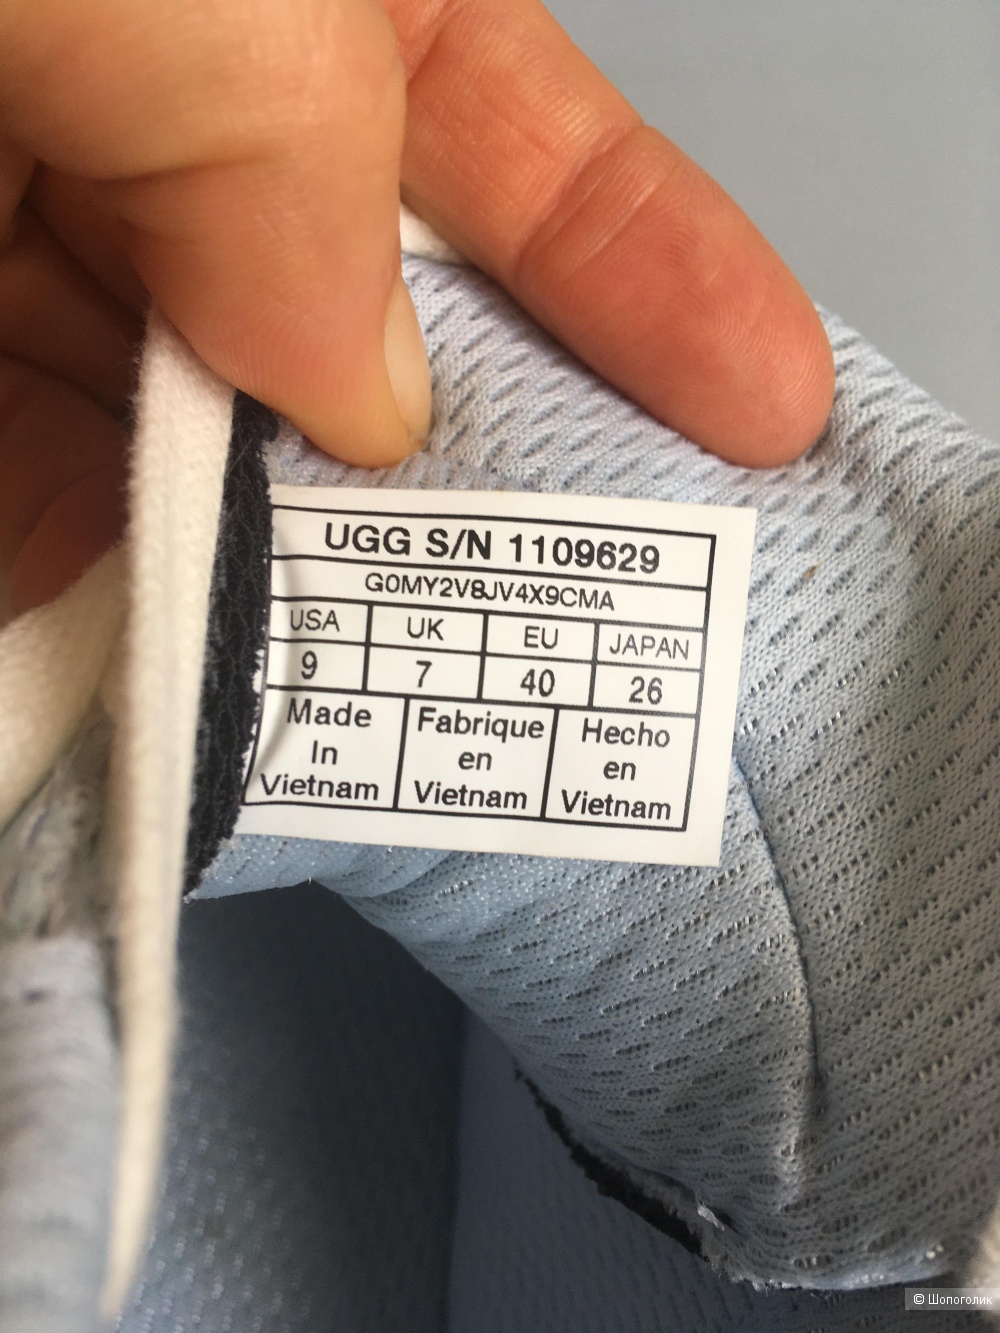 UGG S/N 1109629
G0MY2V8JV4X9CMA
USA UK EU JAPAN
9 7 40 26
Made In Vietnam
Fabrique en Vietnam
Hecho en Vietnam
© Шопоголик